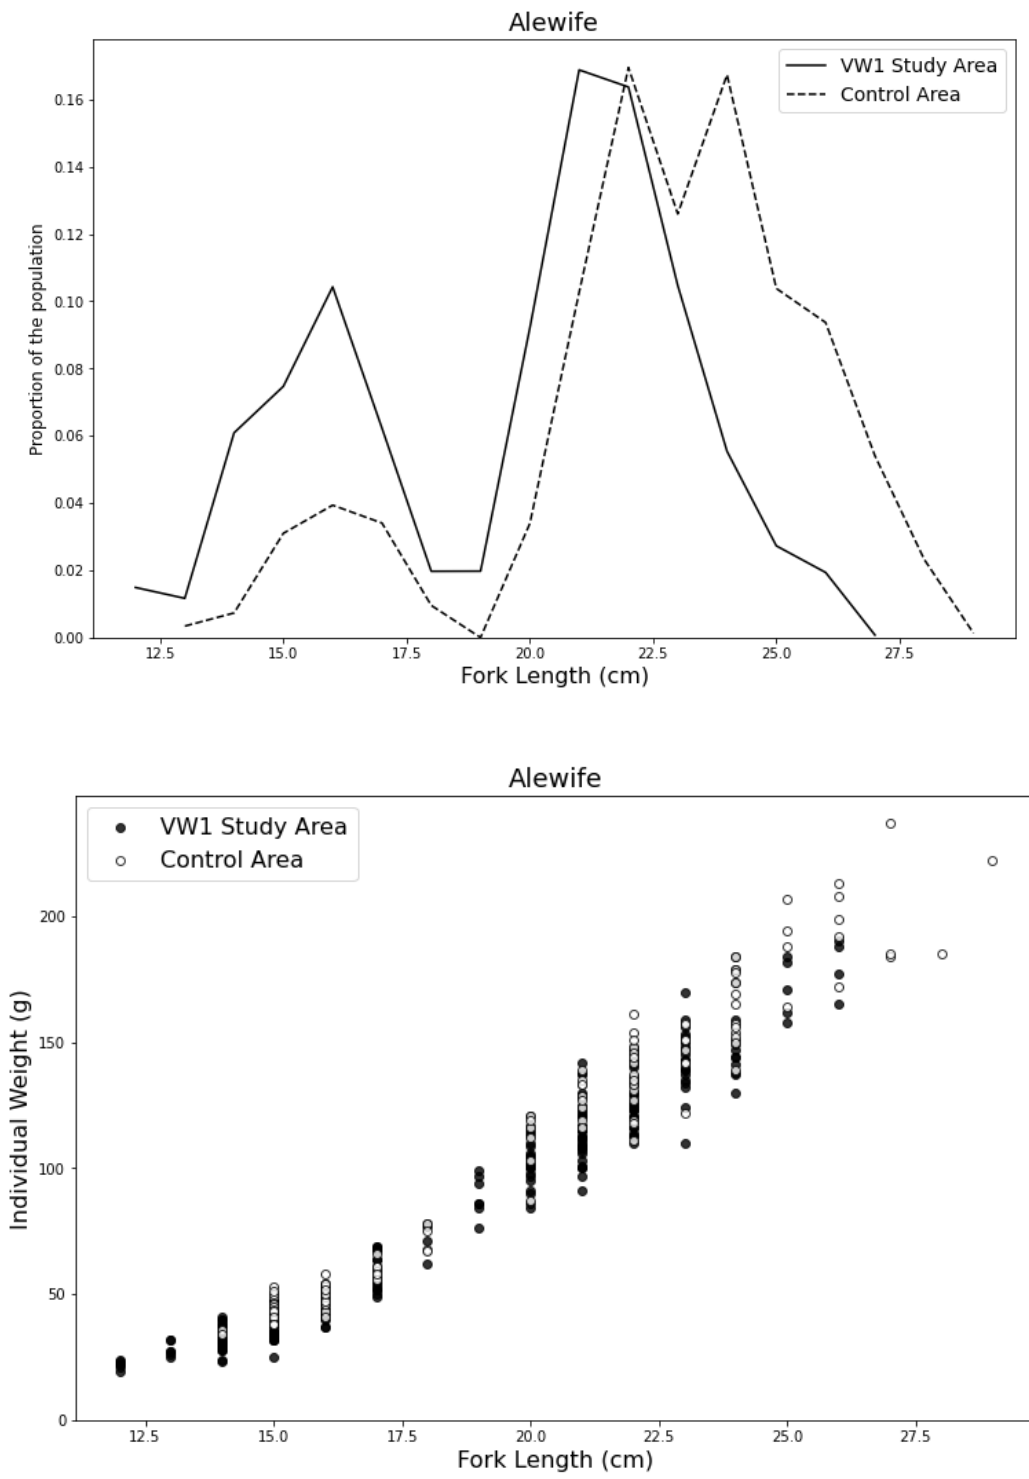 Alewife
VW1 Study Area
Control Area
0.16
0.14
0.12
0.10
0.08
0.06
0.04
0.02
0.00
Proportion of the population
12.5 15.0 17.5 20.0 22.5 25.0 27.5
Fork Length (cm)
Alewife
VW1 Study Area
Control Area
200
150
100
50
0
Individual Weight (g)
12.5 15.0 17.5 20.0 22.5 25.0 27.5
Fork Length (cm)